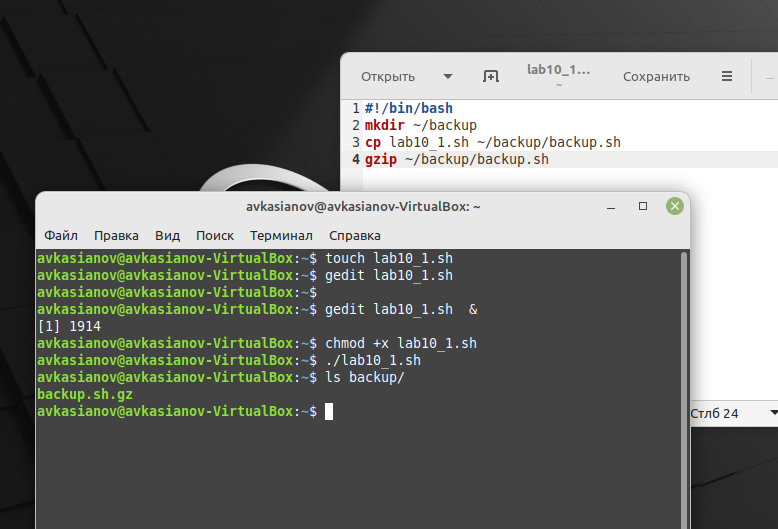 Открыть
lab10_1...
~
Сохранить
1 #!/bin/bash
2 mkdir ~/backup
3 cp lab10_1.sh ~/backup/backup.sh
4 gzip ~/backup/backup.sh
avkasianov@avkasianov-VirtualBox: ~
Файл Правка Вид Поиск Терминал Справка
avkasianov@avkasianov-VirtualBox:~$ touch lab10_1.sh
avkasianov@avkasianov-VirtualBox:~$ gedit lab10_1.sh
avkasianov@avkasianov-VirtualBox:~$
avkasianov@avkasianov-VirtualBox:~$ gedit lab10_1.sh  &
[1] 1914
avkasianov@avkasianov-VirtualBox:~$ chmod +x lab10_1.sh
avkasianov@avkasianov-VirtualBox:~$ ./lab10_1.sh
avkasianov@avkasianov-VirtualBox:~$ ls backup/
backup.sh.gz
avkasianov@avkasianov-VirtualBox:~$
Стлб 24